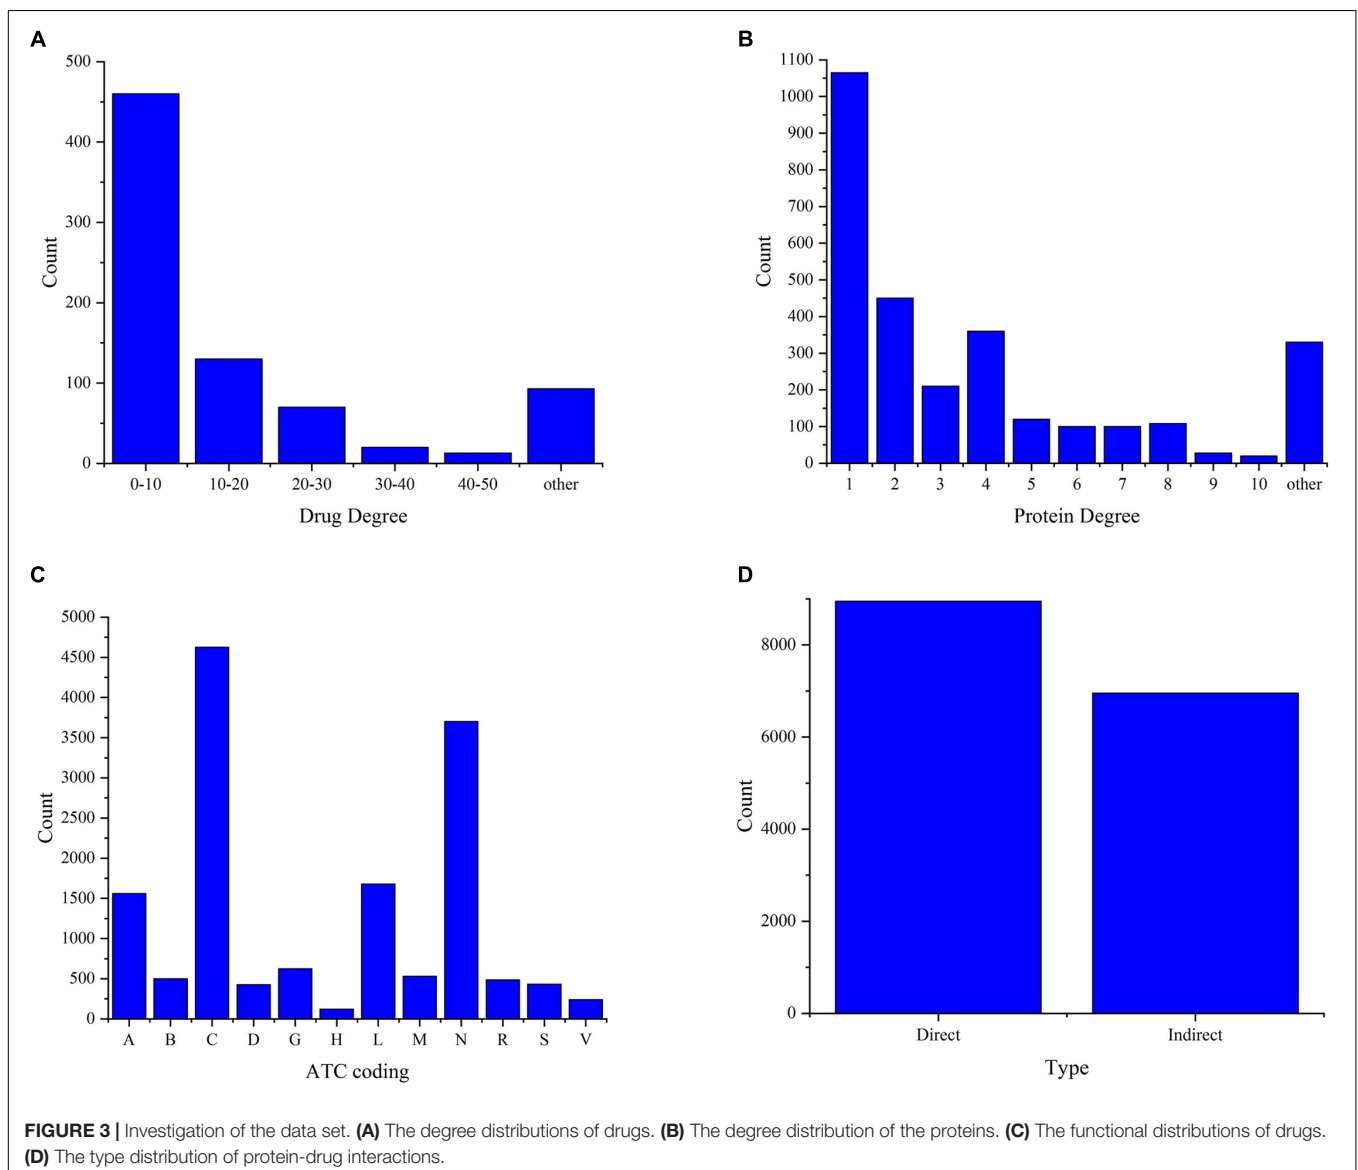 A
500
400
300
200
100
0
Count
0-10 10-20 20-30 30-40 40-50 other
Drug Degree
B
1100
1000
900
800
700
600
500
400
300
200
100
0
Count
1 2 3 4 5 6 7 8 9 10 other
Protein Degree
C
5000
4500
4000
3500
3000
2500
2000
1500
1000
500
0
Count
A B C D G H L M N R S V
ATC coding
D
8000
6000
4000
2000
0
Count
Direct Indirect
Type
FIGURE 3 | Investigation of the data set. (A) The degree distributions of drugs. (B) The degree distribution of the proteins. (C) The functional distributions of drugs.
(D) The type distribution of protein-drug interactions.